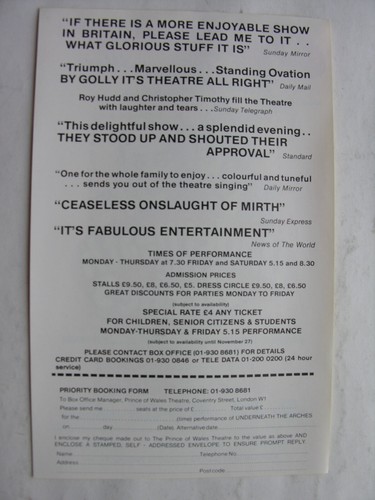 "IF THERE IS A MORE ENJOYABLE SHOW
IN BRITAIN, PLEASE LEAD ME TO IT . .
WHAT GLORIOUS STUFF IT IS" Sunday Mirror
"Triumph . . . Marvellous . . . Standing Ovation
BY GOLLY IT'S THEATRE ALL RIGHT" Daily Mail
Roy Hudd and Christopher Timothy fill the Theatre
with laughter and tears . . . Sunday Telegraph
"This delightful show . . . a splendid evening . .
THEY STOOD UP AND SHOUTED THEIR
APPROVAL" Standard
"One for the whole family to enjoy . . . colourful and tuneful
. . . sends you out of the theatre singing" Daily Mirror
"CEASELESS ONSLAUGHT OF MIRTH"
Sunday Express
"IT'S FABULOUS ENTERTAINMENT"
News of The World
TIMES OF PERFORMANCE
MONDAY - THURSDAY at 7.30 FRIDAY and SATURDAY 5.15 and 8.30
ADMISSION PRICES
STALLS £9.50, £8, £6.50, £5. DRESS CIRCLE £9.50, £8, £6.50
GREAT DISCOUNTS FOR PARTIES MONDAY TO FRIDAY
(subject to availability)
SPECIAL RATE £4 ANY TICKET
FOR CHILDREN, SENIOR CITIZENS & STUDENTS
MONDAY-THURSDAY & FRIDAY 5.15 PERFORMANCE
(subject to availability until November 27)
PLEASE CONTACT BOX OFFICE (01-930 8681) FOR DETAILS
CREDIT CARD BOOKINGS 01-930 0846 or TELE DATA 01-200 0200 (24 hour
service)
PRIORITY BOOKING FORM TELEPHONE: 01-930 8681
To Box Office Manager, Prince of Wales Theatre, Coventry Street, London W1
Please send me ........ seats at the price of £ ........ Total value £ ........
for the ........ (time) performance of UNDERNEATH THE ARCHES
on ........ day ........ (Date) Alternative date ........
I enclose my cheque made out to The Prince of Wales Theatre to the value as above AND
ENCLOSE A STAMPED, SELF - ADDRESSED ENVELOPE TO ENSURE PROMPT REPLY.
Name ........ Telephone No. ........
Address ........
Postcode ........